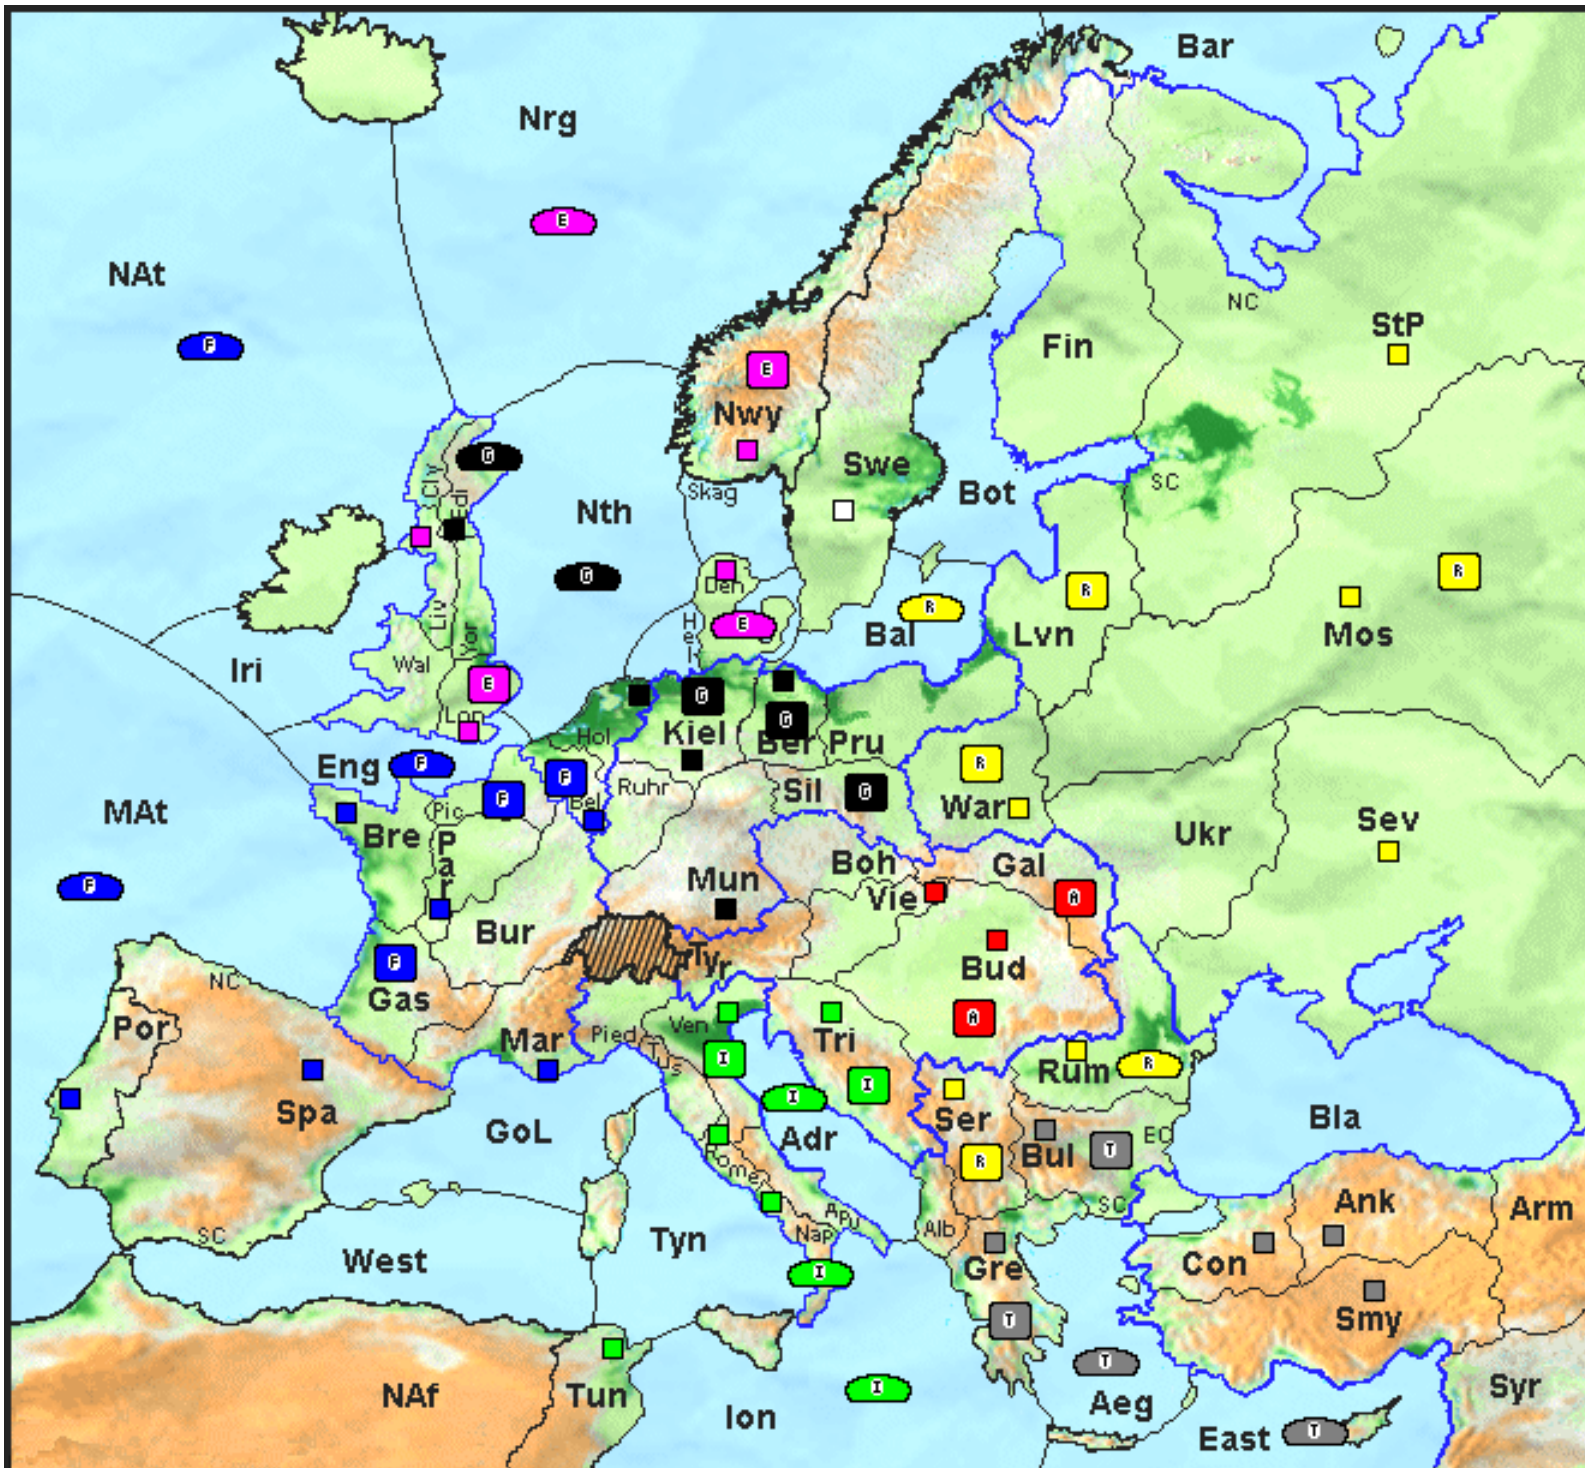 Bar
Nrg
E
NAt
NC
StP
F
Fin
E
Nwy
Swe
G
Cly
Edi
SC
Skag
Bot
Nth
R
G
Den
R
R
E
Bal
Lvn
Mos
Hel
Liv
Yor
Iri
Wal
E
G
Lon
G
Hol
Kiel
Ber
Pru
Eng
F
F
R
Ruhr
Sil
G
F
Bel
War
MAt
Pic
Bre
Par
Ukr
Sev
Boh
Gal
F
Mun
Vie
A
Bur
Tyr
Bud
F
NC
Gas
Por
A
Ven
Pied
Mar
Tri
Tus
I
Rum
R
I
I
Ser
Spa
GoL
Adr
Bla
EC
Bul
T
R
Rome
Ank
SC
Apu
SC
Arm
Alb
Nap
Tyn
West
Con
Gre
I
T
Smy
T
I
NAf
Tun
Aeg
Syr
Ion
East
T